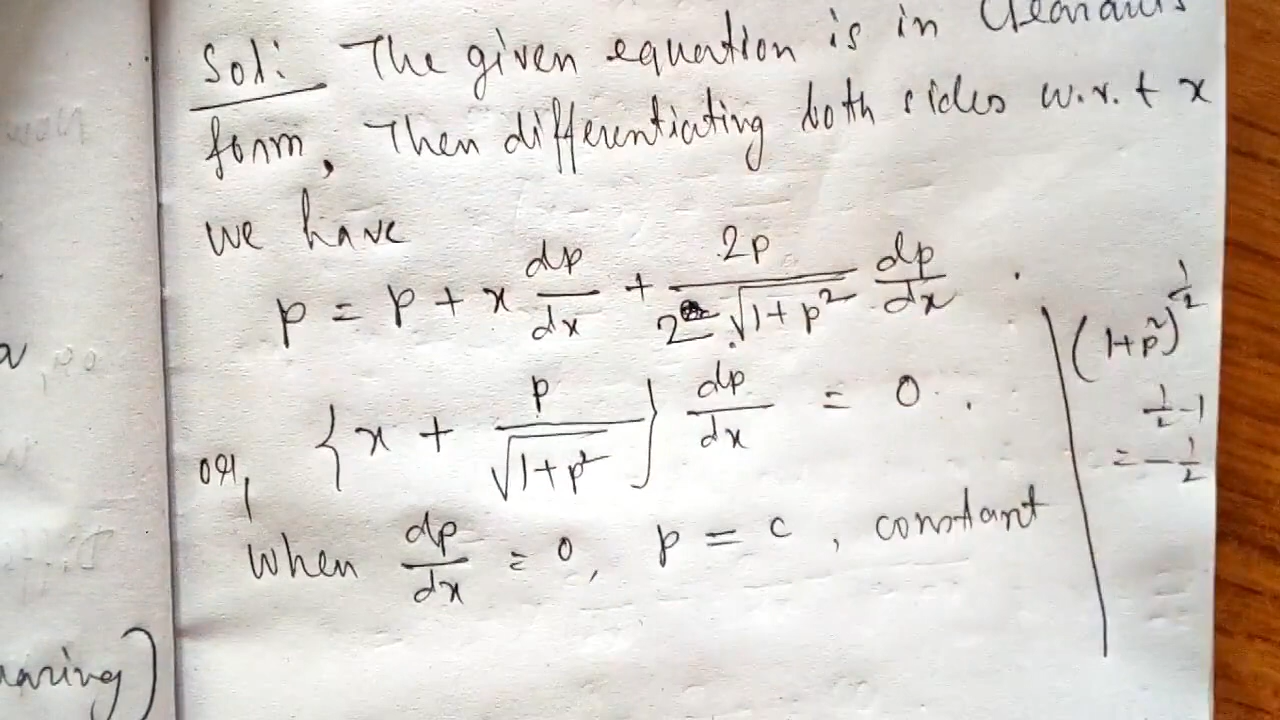 Sol: The given equation is in
form, Then differentiating both sides w.r.t x
we have
p = p + x dp/dx + 2p/(2 √(1+p²)) dp/dx .
or, {x + p/√(1+p²)} dp/dx = 0 .
When dp/dx = 0, p = c, constant
(1+p²)^(1/2)
1/2 - 1
= -1/2